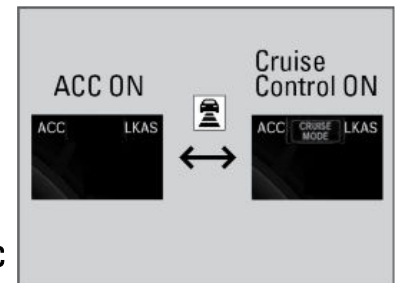 ACC ON
Cruise
Control ON
ACC LKAS
ACC CRUISE MODE LKAS
C